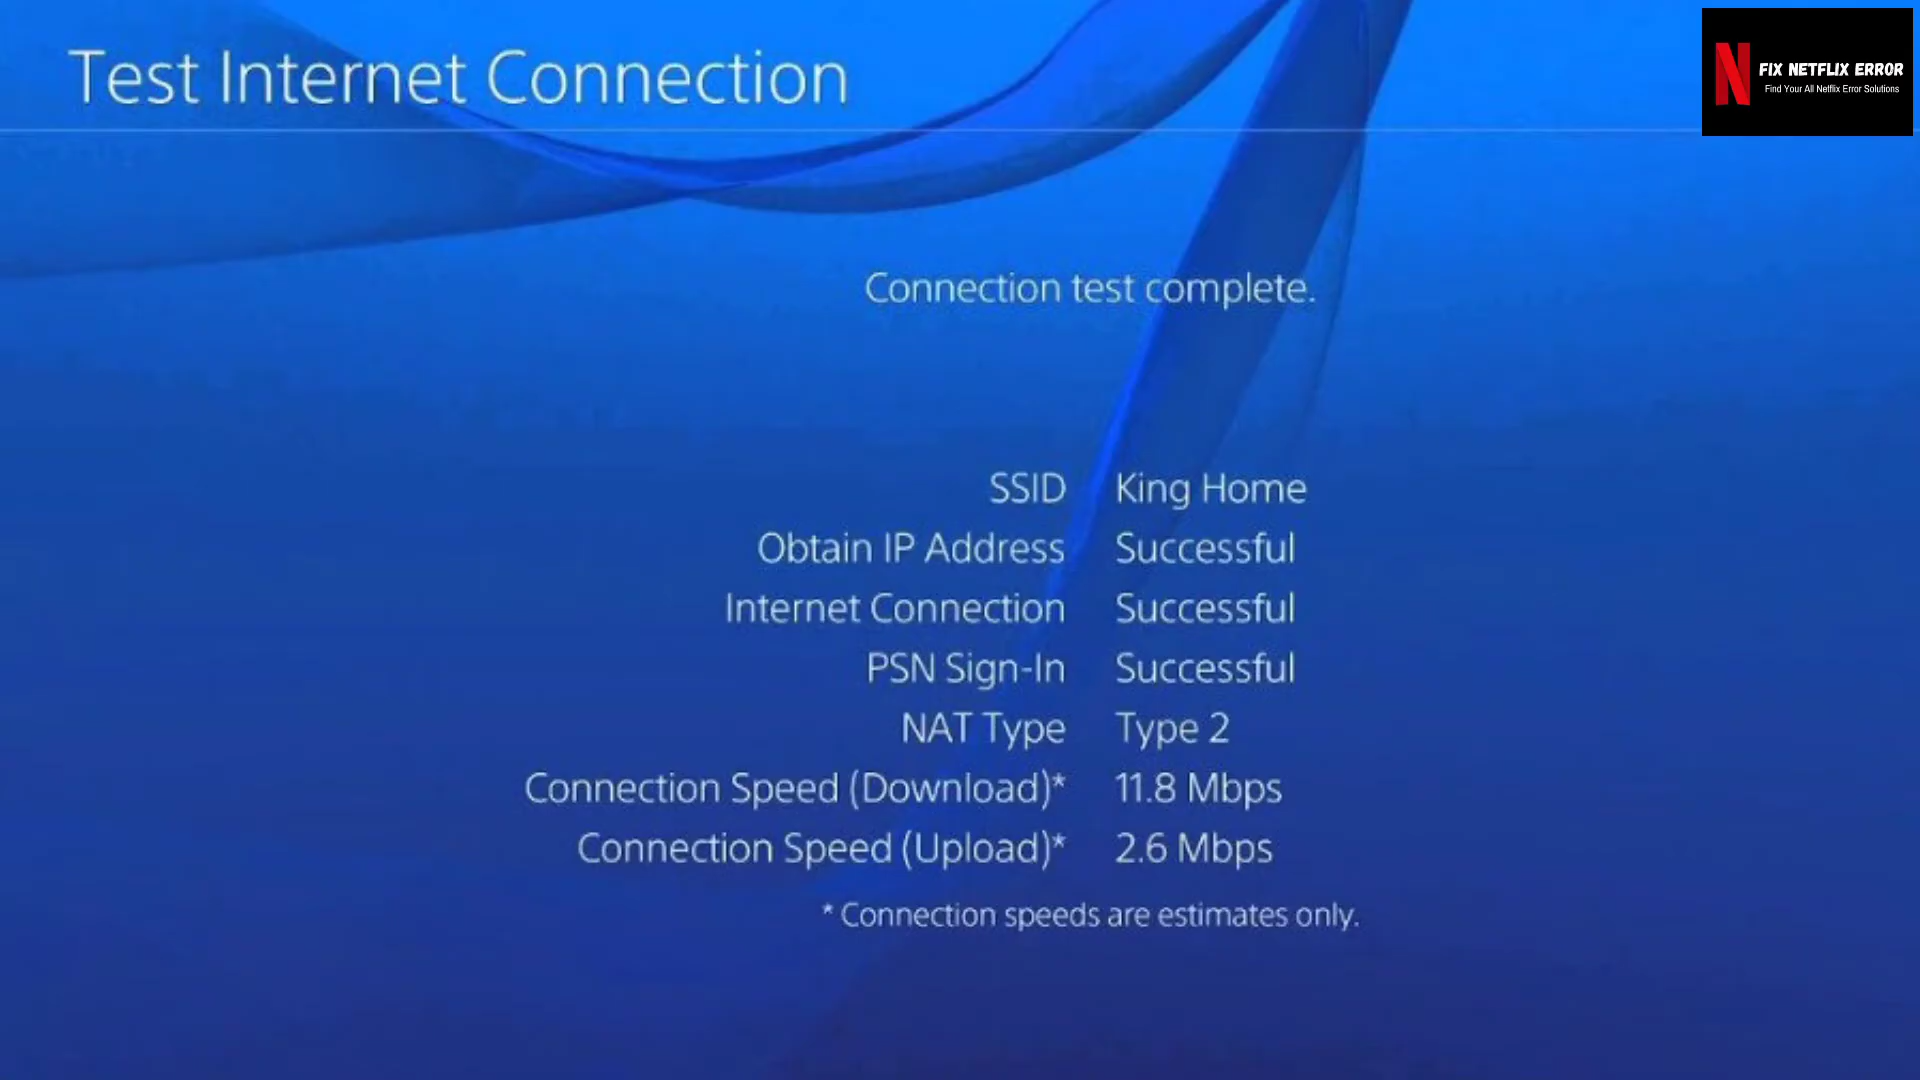 Test Internet Connection
FIX NETFLIX ERROR
Find Your All Netflix Error Solutions
Connection test complete.
SSID King Home
Obtain IP Address Successful
Internet Connection Successful
PSN Sign-In Successful
NAT Type Type 2
Connection Speed (Download)* 11.8 Mbps
Connection Speed (Upload)* 2.6 Mbps
* Connection speeds are estimates only.